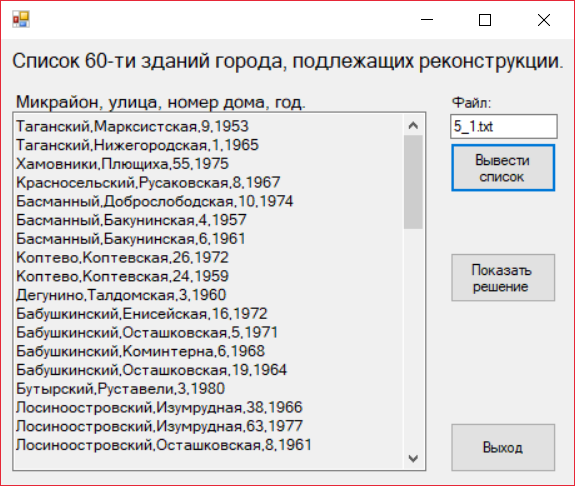 Список 60-ти зданий города, подлежащих реконструкции.
Микрайон, улица, номер дома, год.
Таганский,Марксистская,9,1953
Таганский,Нижегородская,1,1965
Хамовники,Плющиха,55,1975
Красносельский,Русаковская,8,1967
Басманный,Доброслободская,10,1974
Басманный,Бакунинская,4,1957
Басманный,Бакунинская,6,1961
Коптево,Коптевская,26,1972
Коптево,Коптевская,24,1959
Дегунино,Талдомская,3,1960
Бабушкинский,Енисейская,16,1972
Бабушкинский,Осташковская,5,1971
Бабушкинский,Коминтерна,6,1968
Бабушкинский,Осташковская,19,1964
Бутырский,Руставели,3,1980
Лосиноостровский,Изумрудная,38,1966
Лосиноостровский,Изумрудная,63,1977
Лосиноостровский,Осташковская,8,1961
Файл:
5_1.txt
Вывести
список
Показать
решение
Выход